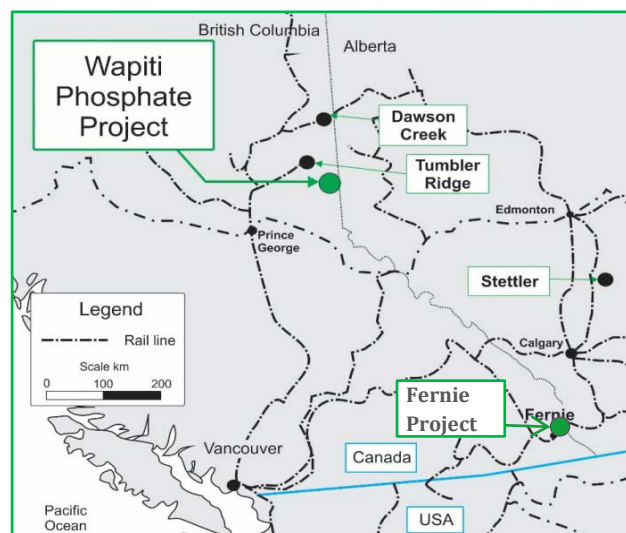 British Columbia
Alberta
Wapiti
Phosphate
Project
Dawson
Creek
Tumbler
Ridge
Prince
George
Edmonton
Stettler
Legend
Rail line
Scale km
0 100 200
Calgary
Fernie
Project
Fernie
Vancouver
Canada
USA
Pacific
Ocean